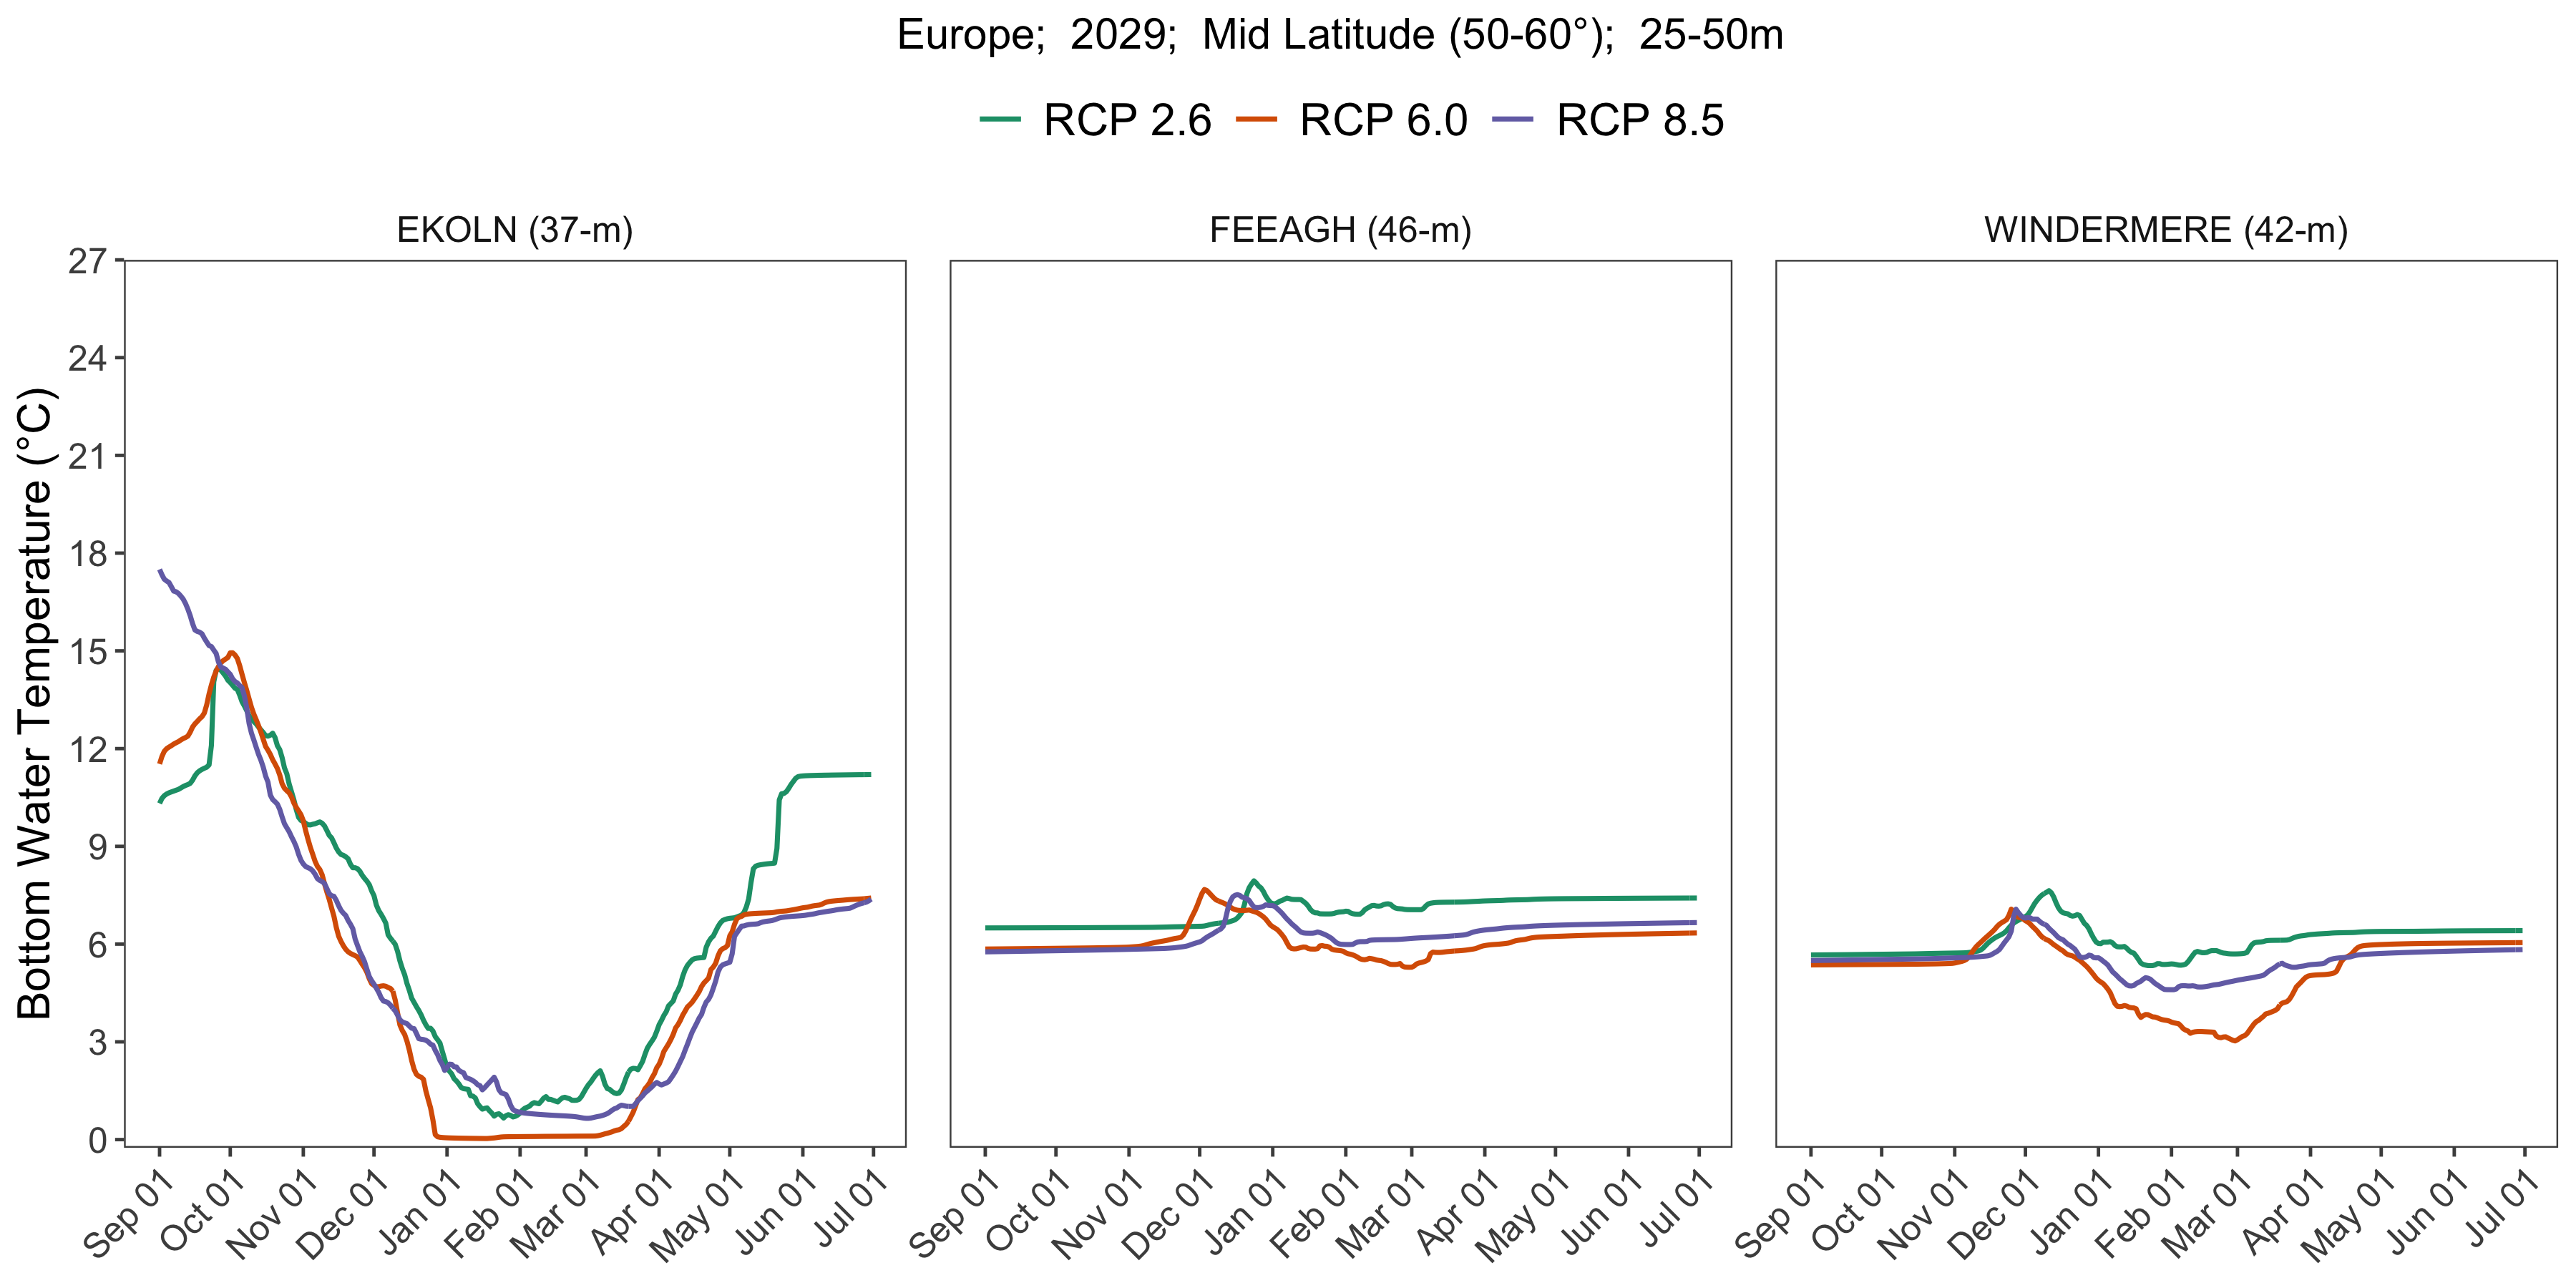 Europe;  2029;  Mid Latitude (50-60°);  25-50m
RCP 2.6 RCP 6.0 RCP 8.5
EKOLN (37-m)
FEEAGH (46-m)
WINDERMERE (42-m)
Bottom Water Temperature (°C)
27
24
21
18
15
12
9
6
3
0
Sep 01 Oct 01 Nov 01 Dec 01 Jan 01 Feb 01 Mar 01 Apr 01 May 01 Jun 01 Jul 01
Sep 01 Oct 01 Nov 01 Dec 01 Jan 01 Feb 01 Mar 01 Apr 01 May 01 Jun 01 Jul 01
Sep 01 Oct 01 Nov 01 Dec 01 Jan 01 Feb 01 Mar 01 Apr 01 May 01 Jun 01 Jul 01